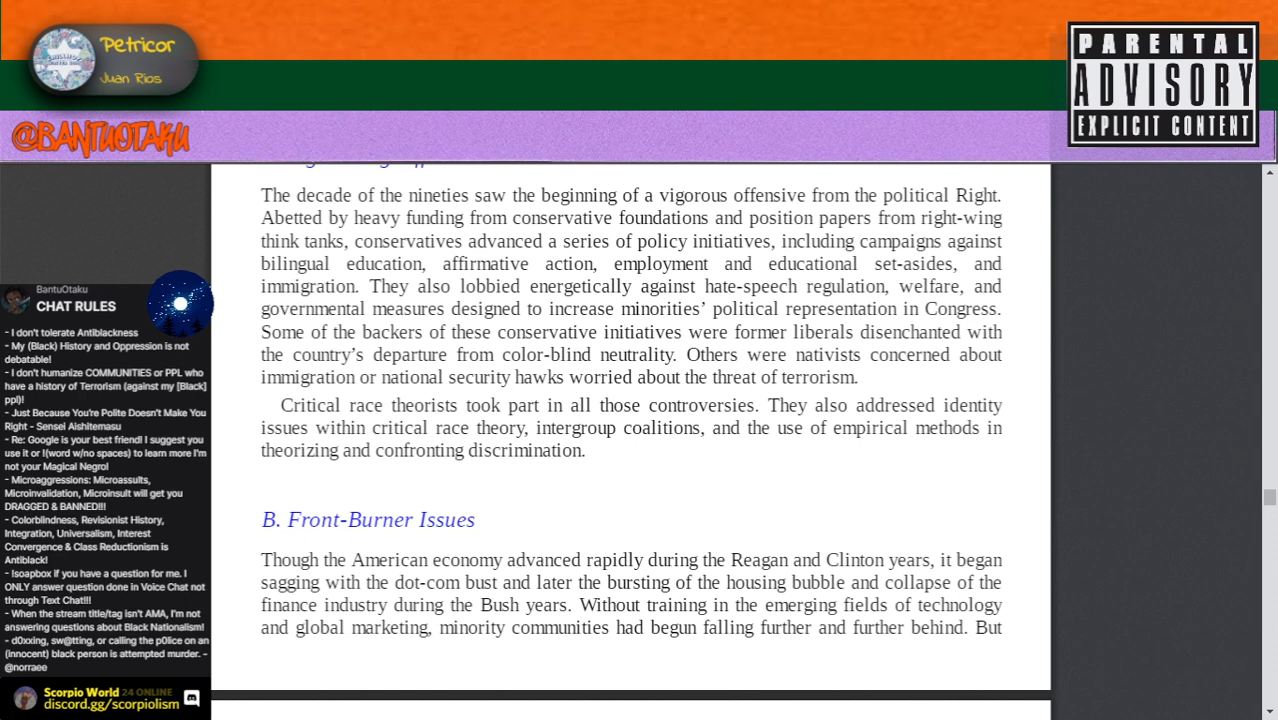 Petricor
Juan Rios
PARENTAL
ADVISORY
EXPLICIT CONTENT
@BANTUOTAKU
The decade of the nineties saw the beginning of a vigorous offensive from the political Right.
Abetted by heavy funding from conservative foundations and position papers from right-wing
think tanks, conservatives advanced a series of policy initiatives, including campaigns against
bilingual education, affirmative action, employment and educational set-asides, and
immigration. They also lobbied energetically against hate-speech regulation, welfare, and
governmental measures designed to increase minorities’ political representation in Congress.
Some of the backers of these conservative initiatives were former liberals disenchanted with
the country’s departure from color-blind neutrality. Others were nativists concerned about
immigration or national security hawks worried about the threat of terrorism.
Critical race theorists took part in all those controversies. They also addressed identity
issues within critical race theory, intergroup coalitions, and the use of empirical methods in
theorizing and confronting discrimination.
B. Front-Burner Issues
Though the American economy advanced rapidly during the Reagan and Clinton years, it began
sagging with the dot-com bust and later the bursting of the housing bubble and collapse of the
finance industry during the Bush years. Without training in the emerging fields of technology
and global marketing, minority communities had begun falling further and further behind. But
BantuOtaku
CHAT RULES
- I don't tolerate Antiblackness
- My (Black) History and Oppression is not
debatable!
- I don't humanize COMMUNITIES or PPL who
have a history of Terrorism (against my [Black]
ppl)!
- Just Because You're Polite Doesn't Make You
Right - Sensei Aishitemasu
- Re: Google is your best friend! I suggest you
use it or !(word w/no spaces) to learn more I'm
not your Magical Negro!
- Microaggressions: Microassults,
Microinvalidation, Microinsult will get you
DRAGGED & BANNED!!!
- Colorblindness, Revisionist History,
Integration, Universalism, Interest
Convergence & Class Reductionism is
Antiblack!
- !soapbox if you have a question for me. I
ONLY answer question done in Voice Chat not
through Text Chat!!!
- When the stream title/tag isn't AMA, I'm not
answering questions about Black Nationalism!
- d0xxing, sw@tting, or calling the p0lice on an
(innocent) black person is attempted murder. -
@norraee
Scorpio World 24 ONLINE
discord.gg/scorpiolism